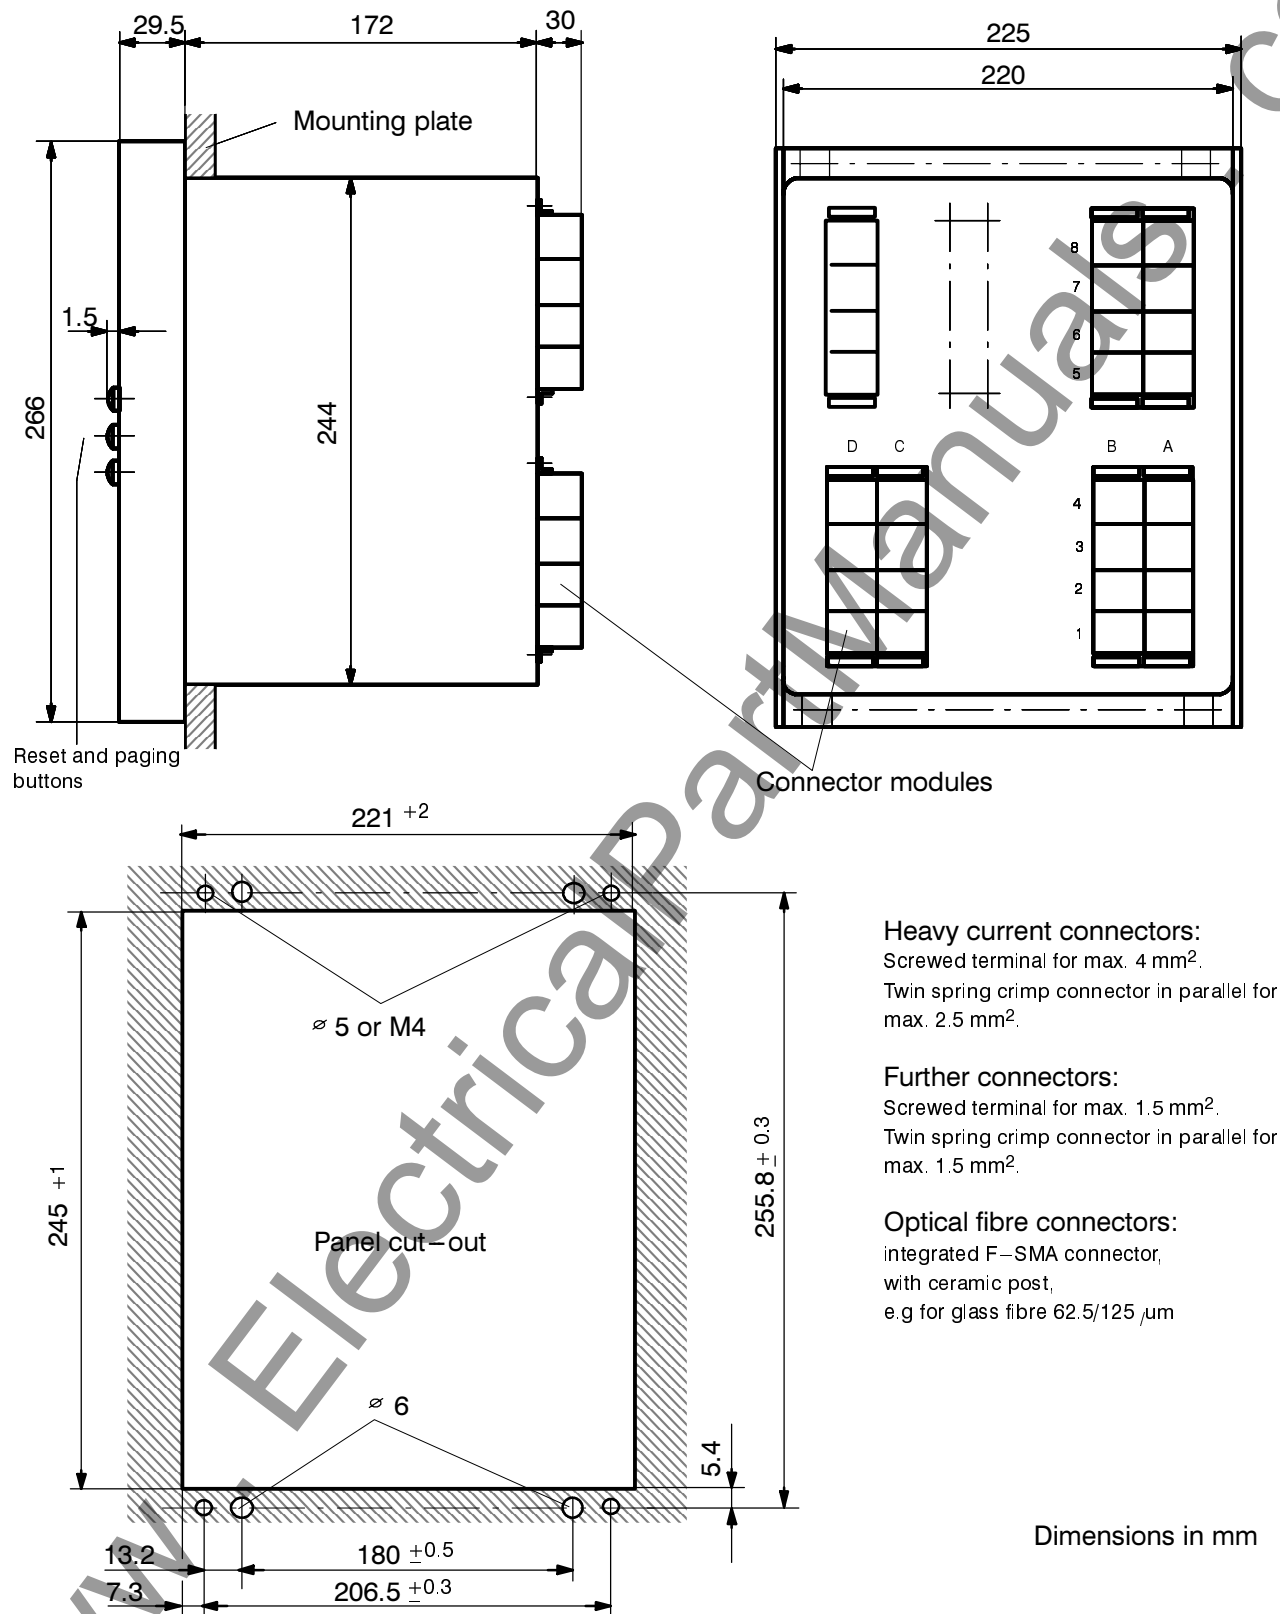 29.5
172
30
225
220
Mounting plate
1.5
266
244
8
7
6
5
D C B A
4
3
2
1
Reset and paging
buttons
Connector modules
221 +2
ø 5 or M4
245 +1
255.8 ± 0.3
Panel cut−out
ø 6
5.4
13.2
180 ±0.5
7.3
206.5 ±0.3
Heavy current connectors:
Screwed terminal for max. 4 mm².
Twin spring crimp connector in parallel for
max. 2.5 mm².
Further connectors:
Screwed terminal for max. 1.5 mm².
Twin spring crimp connector in parallel for
max. 1.5 mm².
Optical fibre connectors:
integrated F−SMA connector,
with ceramic post,
e.g for glass fibre 62.5/125 /um
Dimensions in mm
www. ElectricalPartManuals . c